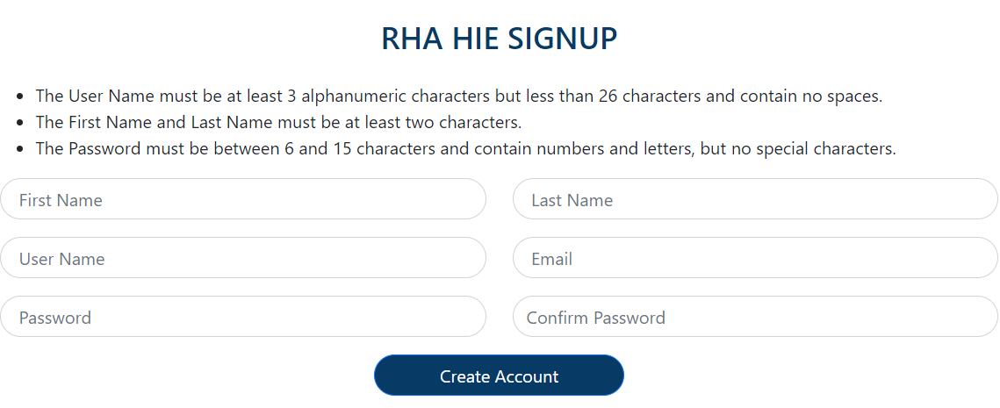 RHA HIE SIGNUP
The User Name must be at least 3 alphanumeric characters but less than 26 characters and contain no spaces.
The First Name and Last Name must be at least two characters.
The Password must be between 6 and 15 characters and contain numbers and letters, but no special characters.
First Name
Last Name
User Name
Email
Password
Confirm Password
Create Account